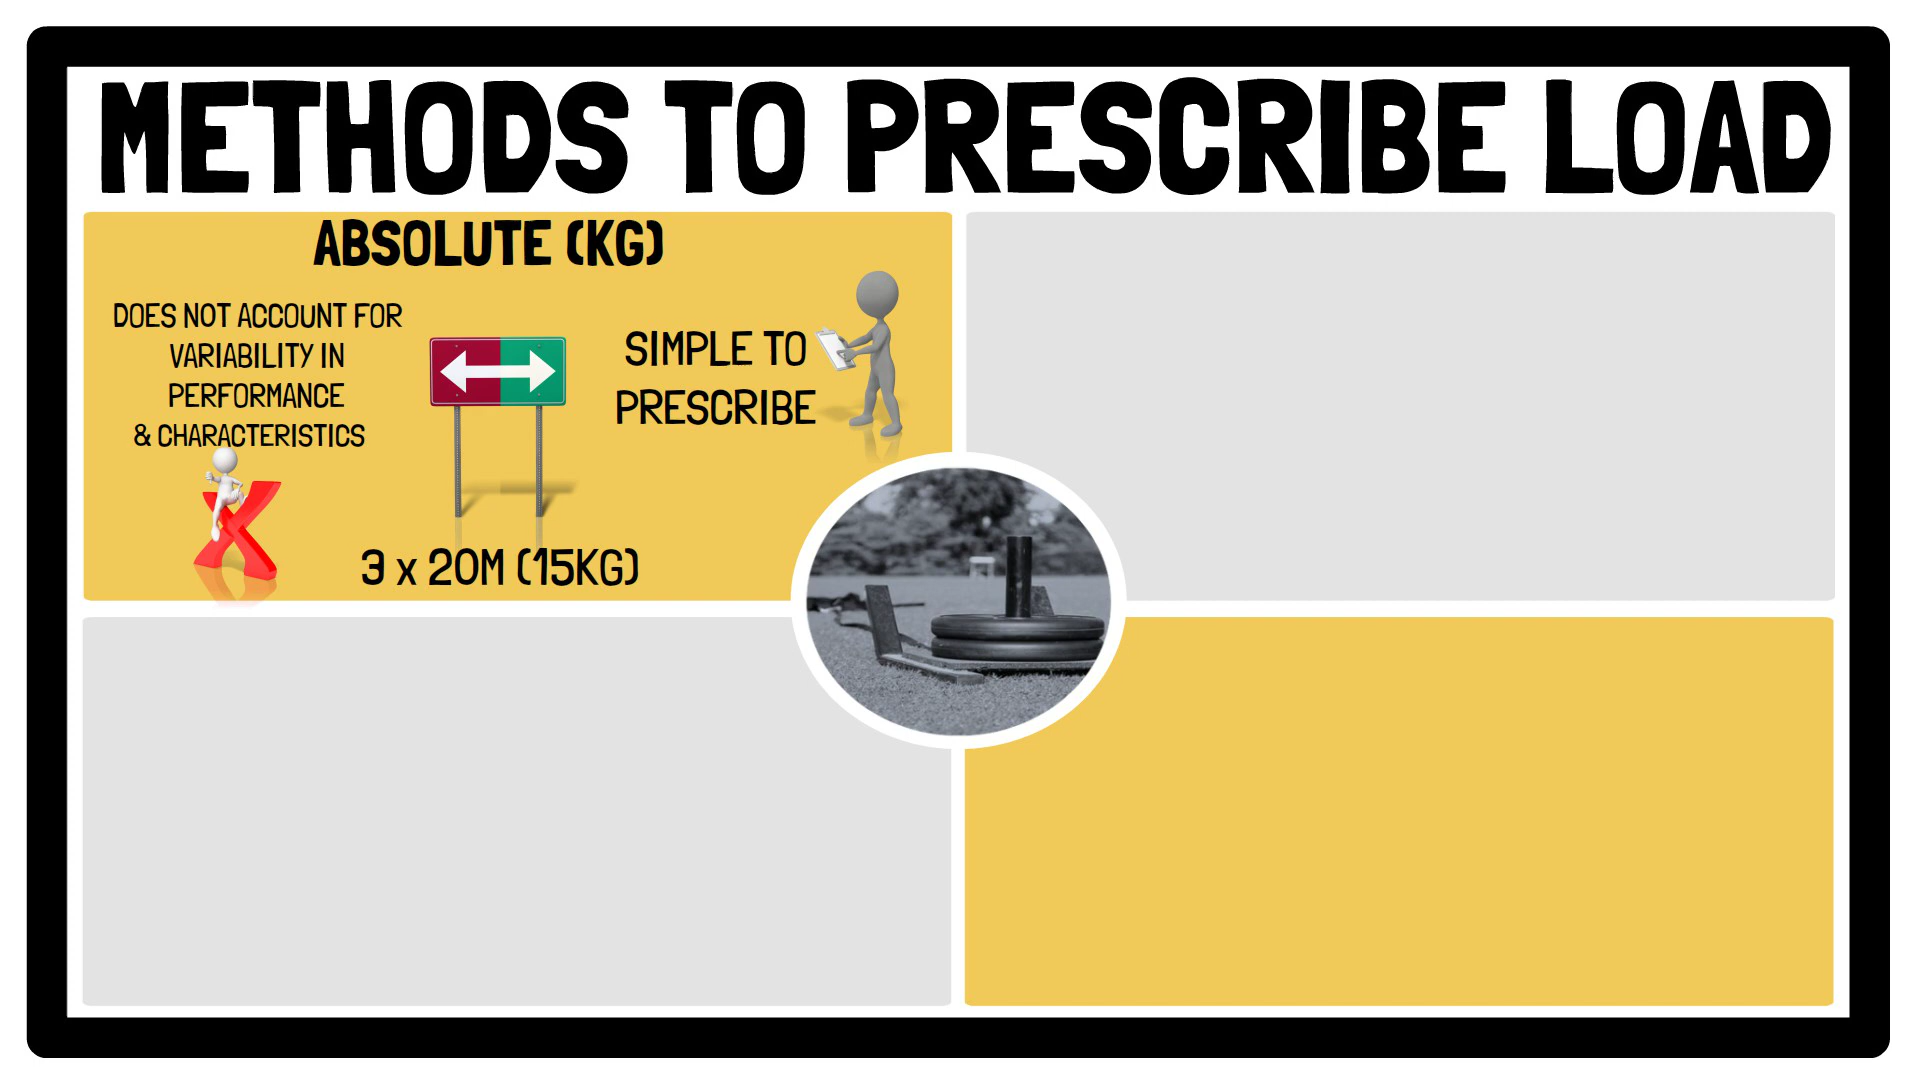 METHODS TO PRESCRIBE LOAD
ABSOLUTE (KG)
DOES NOT ACCOUNT FOR
VARIABILITY IN
PERFORMANCE
& CHARACTERISTICS
SIMPLE TO
PRESCRIBE
3 x 20M (15KG)